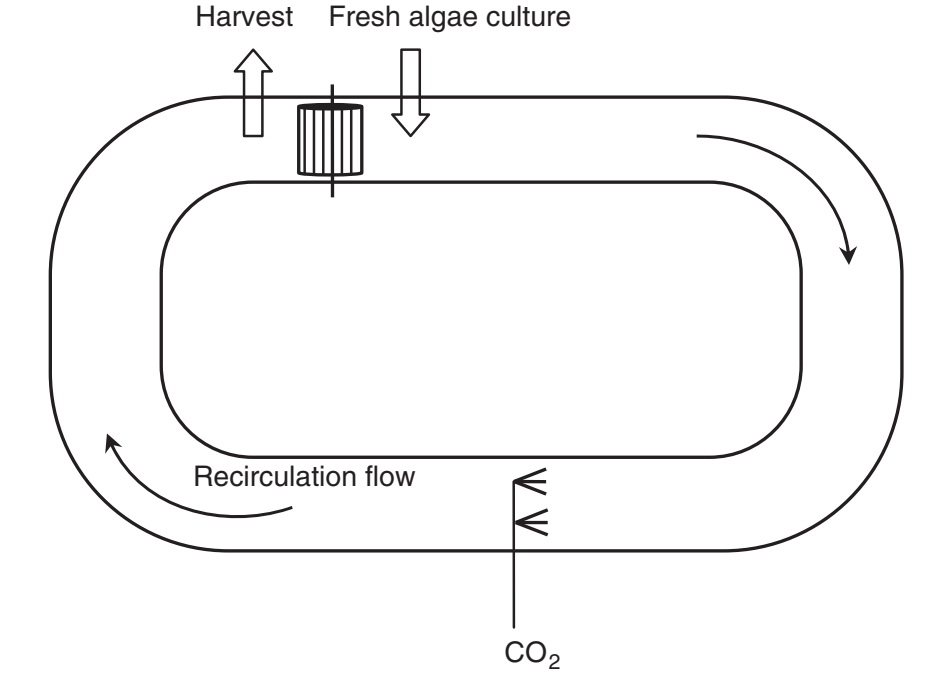 Harvest
Fresh algae culture
Recirculation flow
CO₂